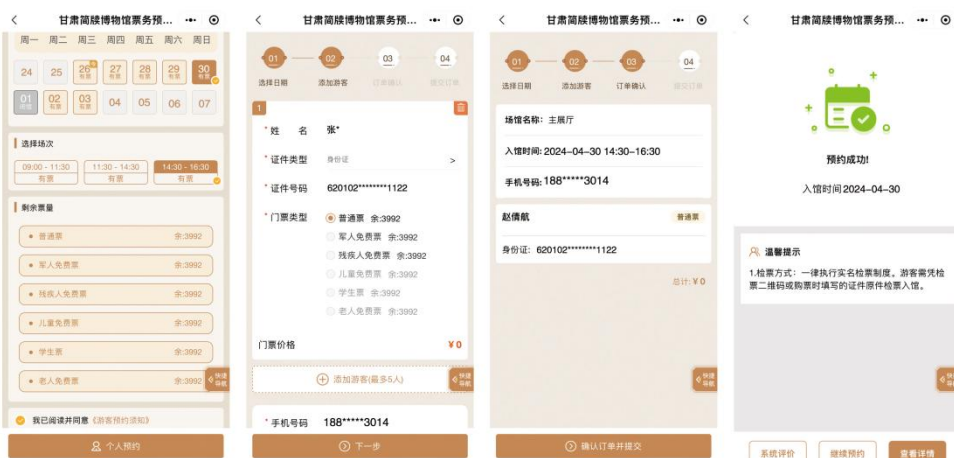 甘肃简牍博物馆票务预...
周一 周二 周三 周四 周五 周六 周日
24 25 26 27 28 29 30
有票 有票 有票 有票 有票
01 02 03 04 05 06 07
有票 有票
选择场次
09:00 - 11:30 11:30 - 14:30 14:30 - 16:30
有票 有票 有票
剩余票量
普通票 余:3992
军人免费票 余:3992
残疾人免费票 余:3992
儿童免费票 余:3992
学生票 余:3992
老人免费票 余:3992
快捷
导航
我已阅读并同意《游客预约须知》
个人预约
甘肃简牍博物馆票务预...
01 02 03 04
选择日期 添加游客 订单确认 提交订单
1
*姓 名 张*
*证件类型 身份证 >
*证件号码 620102********1122
*门票类型 普通票 余:3992
军人免费票 余:3992
残疾人免费票 余:3992
儿童免费票 余:3992
学生票 余:3992
老人免费票 余:3992
门票价格 ¥0
添加游客(最多5人)
快捷
导航
*手机号码 188*****3014
下一步
甘肃简牍博物馆票务预...
01 02 03 04
选择日期 添加游客 订单确认 提交订单
场馆名称: 主展厅
入馆时间: 2024-04-30 14:30-16:30
手机号码: 188*****3014
赵倩航 普通票
身份证: 620102********1122
总计: ¥0
快捷
导航
确认订单并提交
甘肃简牍博物馆票务预...
预约成功!
入馆时间 2024-04-30
温馨提示
1.检票方式：一律执行实名检票制度。游客需凭检
票二维码或购票时填写的证件原件检票入馆。
快捷
导航
系统评价 继续预约 查看详情